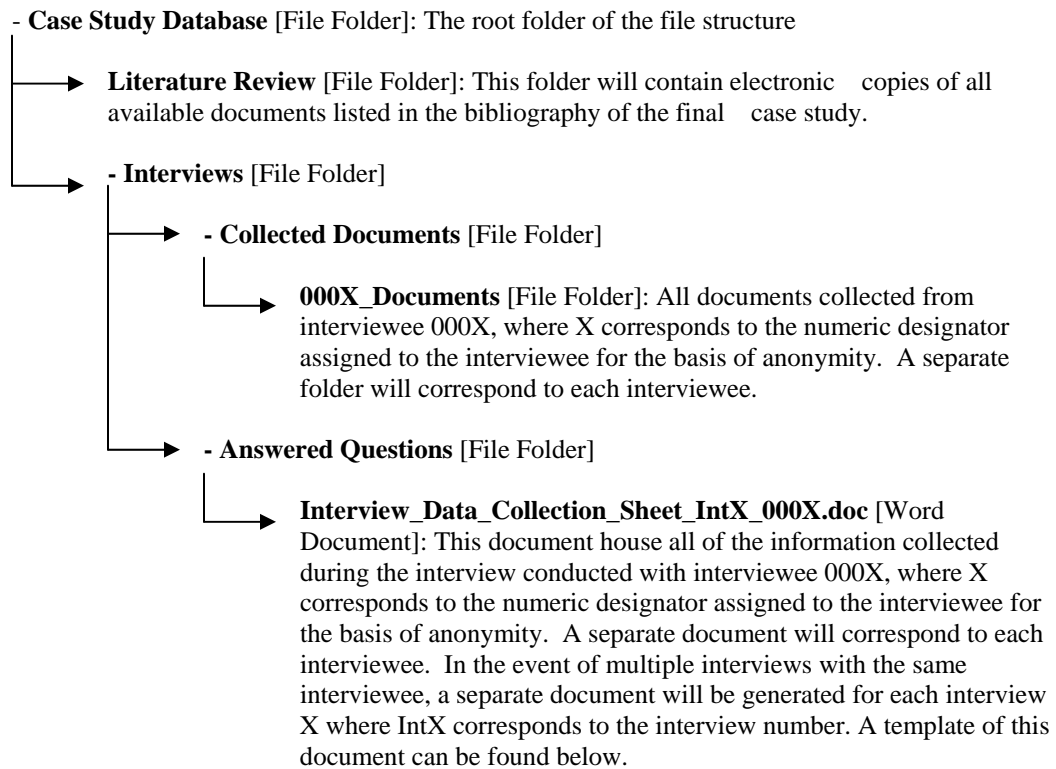 - Case Study Database [File Folder]: The root folder of the file structure
Literature Review [File Folder]: This folder will contain electronic    copies of all
available documents listed in the bibliography of the final    case study.
- Interviews [File Folder]
- Collected Documents [File Folder]
000X_Documents [File Folder]: All documents collected from
interviewee 000X, where X corresponds to the numeric designator
assigned to the interviewee for the basis of anonymity.  A separate
folder will correspond to each interviewee.
- Answered Questions [File Folder]
Interview_Data_Collection_Sheet_IntX_000X.doc [Word
Document]: This document house all of the information collected
during the interview conducted with interviewee 000X, where X
corresponds to the numeric designator assigned to the interviewee for
the basis of anonymity.  A separate document will correspond to each
interviewee.  In the event of multiple interviews with the same
interviewee, a separate document will be generated for each interview
X where IntX corresponds to the interview number. A template of this
document can be found below.